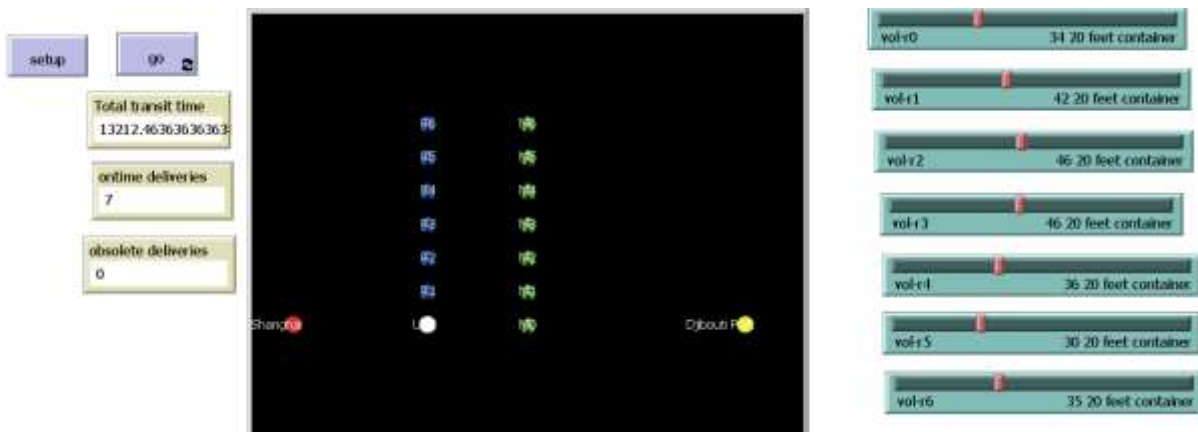 setup
go
Total transit time
13212.46363636363
ontime deliveries
7
obsolete deliveries
0
Shanghai
Djibouti P
vol-r0 34 20 feet container
vol-r1 42 20 feet container
vol-r2 46 20 feet container
vol-r3 46 20 feet container
vol-r4 36 20 feet container
vol-r5 30 20 feet container
vol-r6 35 20 feet container